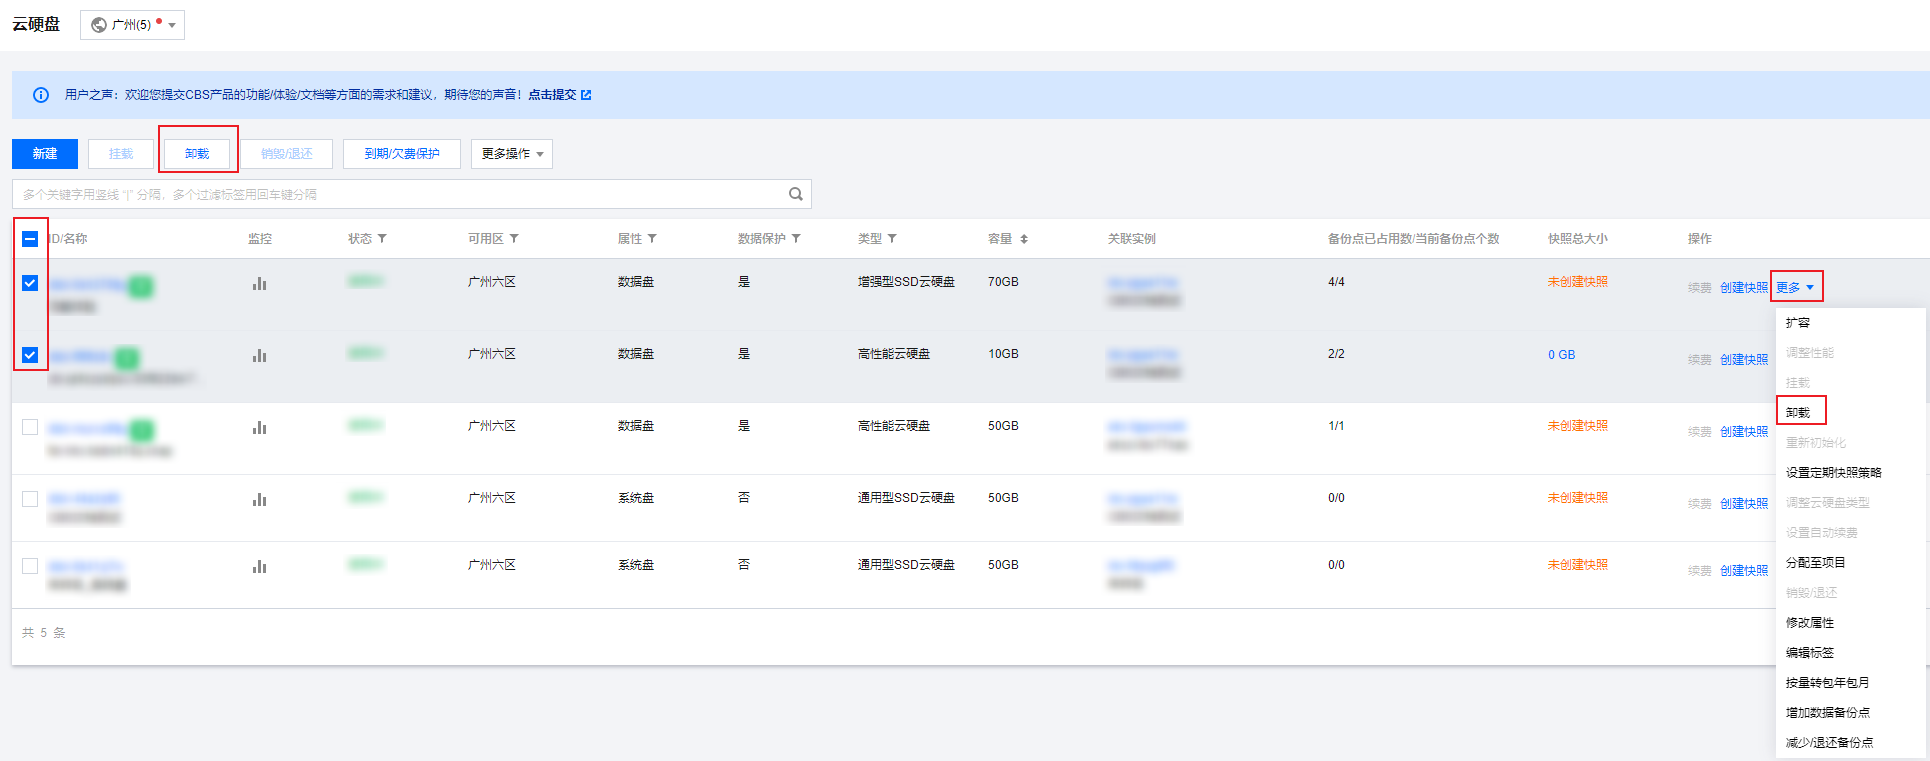 云硬盘 广州(5)
用户之声：欢迎您提交CBS产品的功能/体验/文档等方面的需求和建议，期待您的声音！点击提交
新建 挂载 卸载 销毁/退还 到期/欠费保护 更多操作
多个关键字用竖线 "|" 分隔，多个过滤标签用回车键分隔
ID/名称 监控 状态 可用区 属性 数据保护 类型 容量 关联实例 备份点已占用数/当前备份点个数 快照总大小 操作
广州六区 数据盘 是 增强型SSD云硬盘 70GB 4/4 未创建快照 续费 创建快照 更多
广州六区 数据盘 是 高性能云硬盘 10GB 2/2 0 GB 续费 创建快照
广州六区 数据盘 是 高性能云硬盘 50GB 1/1 未创建快照 续费 创建快照
广州六区 系统盘 否 通用型SSD云硬盘 50GB 0/0 未创建快照 续费 创建快照
广州六区 系统盘 否 通用型SSD云硬盘 50GB 0/0 未创建快照 续费 创建快照
共 5 条
扩容
调整性能
挂载
卸载
重新初始化
设置定期快照策略
调整云硬盘类型
设置自动续费
分配至项目
销毁/退还
修改属性
编辑标签
按量转包年包月
增加数据备份点
减少/退还备份点